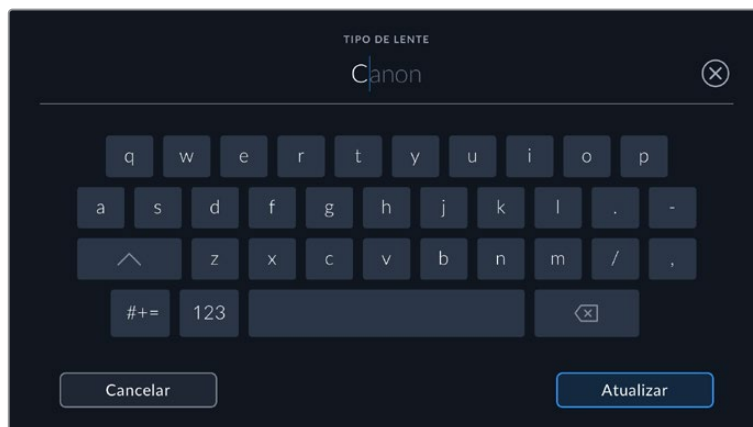 TIPO DE LENTE
Canon
q w e r t y u i o p
a s d f g h j k l . -
z x c v b n m / ,
#+= 123
Cancelar Atualizar